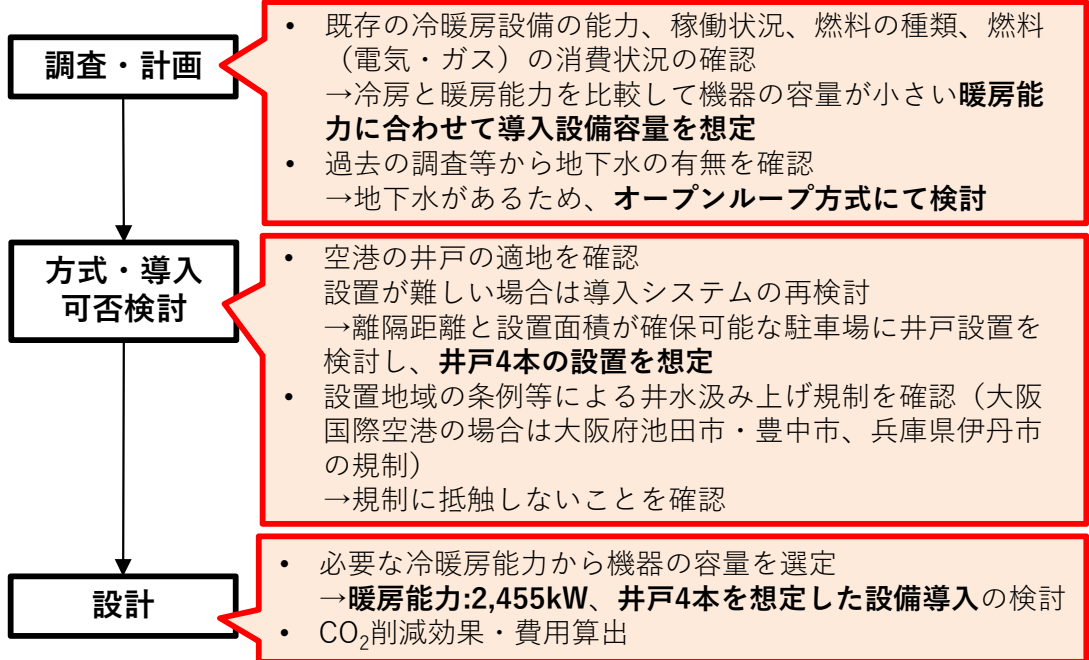 調査・計画
• 既存の冷暖房設備の能力、稼働状況、燃料の種類、燃料
（電気・ガス）の消費状況の確認
→冷房と暖房能力を比較して機器の容量が小さい暖房能
力に合わせて導入設備容量を想定
• 過去の調査等から地下水の有無を確認
→地下水があるため、オープンループ方式にて検討
方式・導入
可否検討
• 空港の井戸の適地を確認
設置が難しい場合は導入システムの再検討
→離隔距離と設置面積が確保可能な駐車場に井戸設置を
検討し、井戸4本の設置を想定
• 設置地域の条例等による井水汲み上げ規制を確認（大阪
国際空港の場合は大阪府池田市・豊中市、兵庫県伊丹市
の規制）
→規制に抵触しないことを確認
設計
• 必要な冷暖房能力から機器の容量を選定
→暖房能力:2,455kW、井戸4本を想定した設備導入の検討
• CO₂削減効果・費用算出